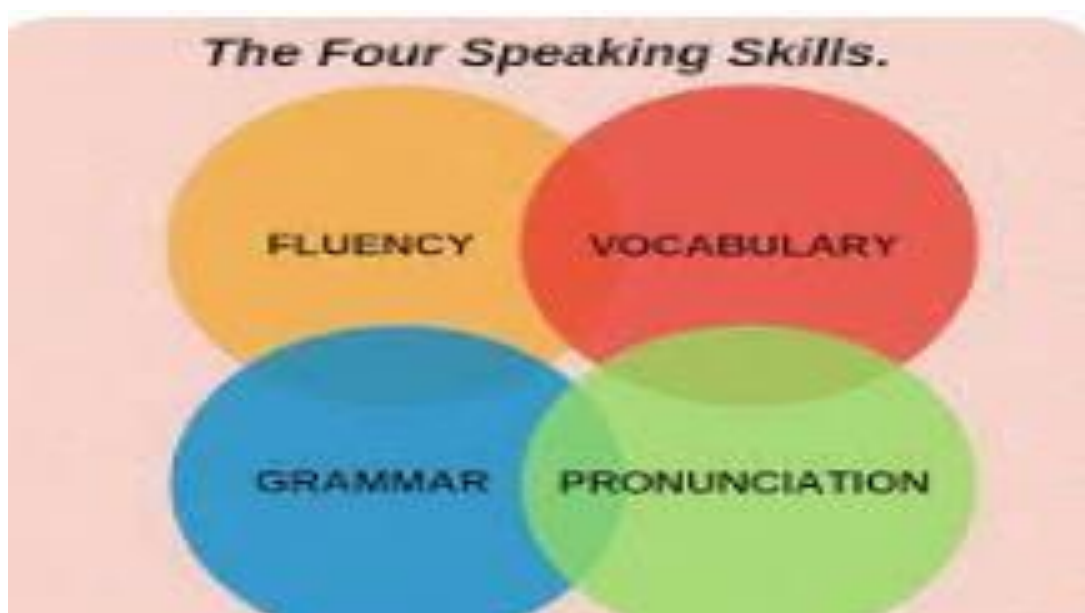 The Four Speaking Skills.
FLUENCY VOCABULARY
GRAMMAR PRONUNCIATION